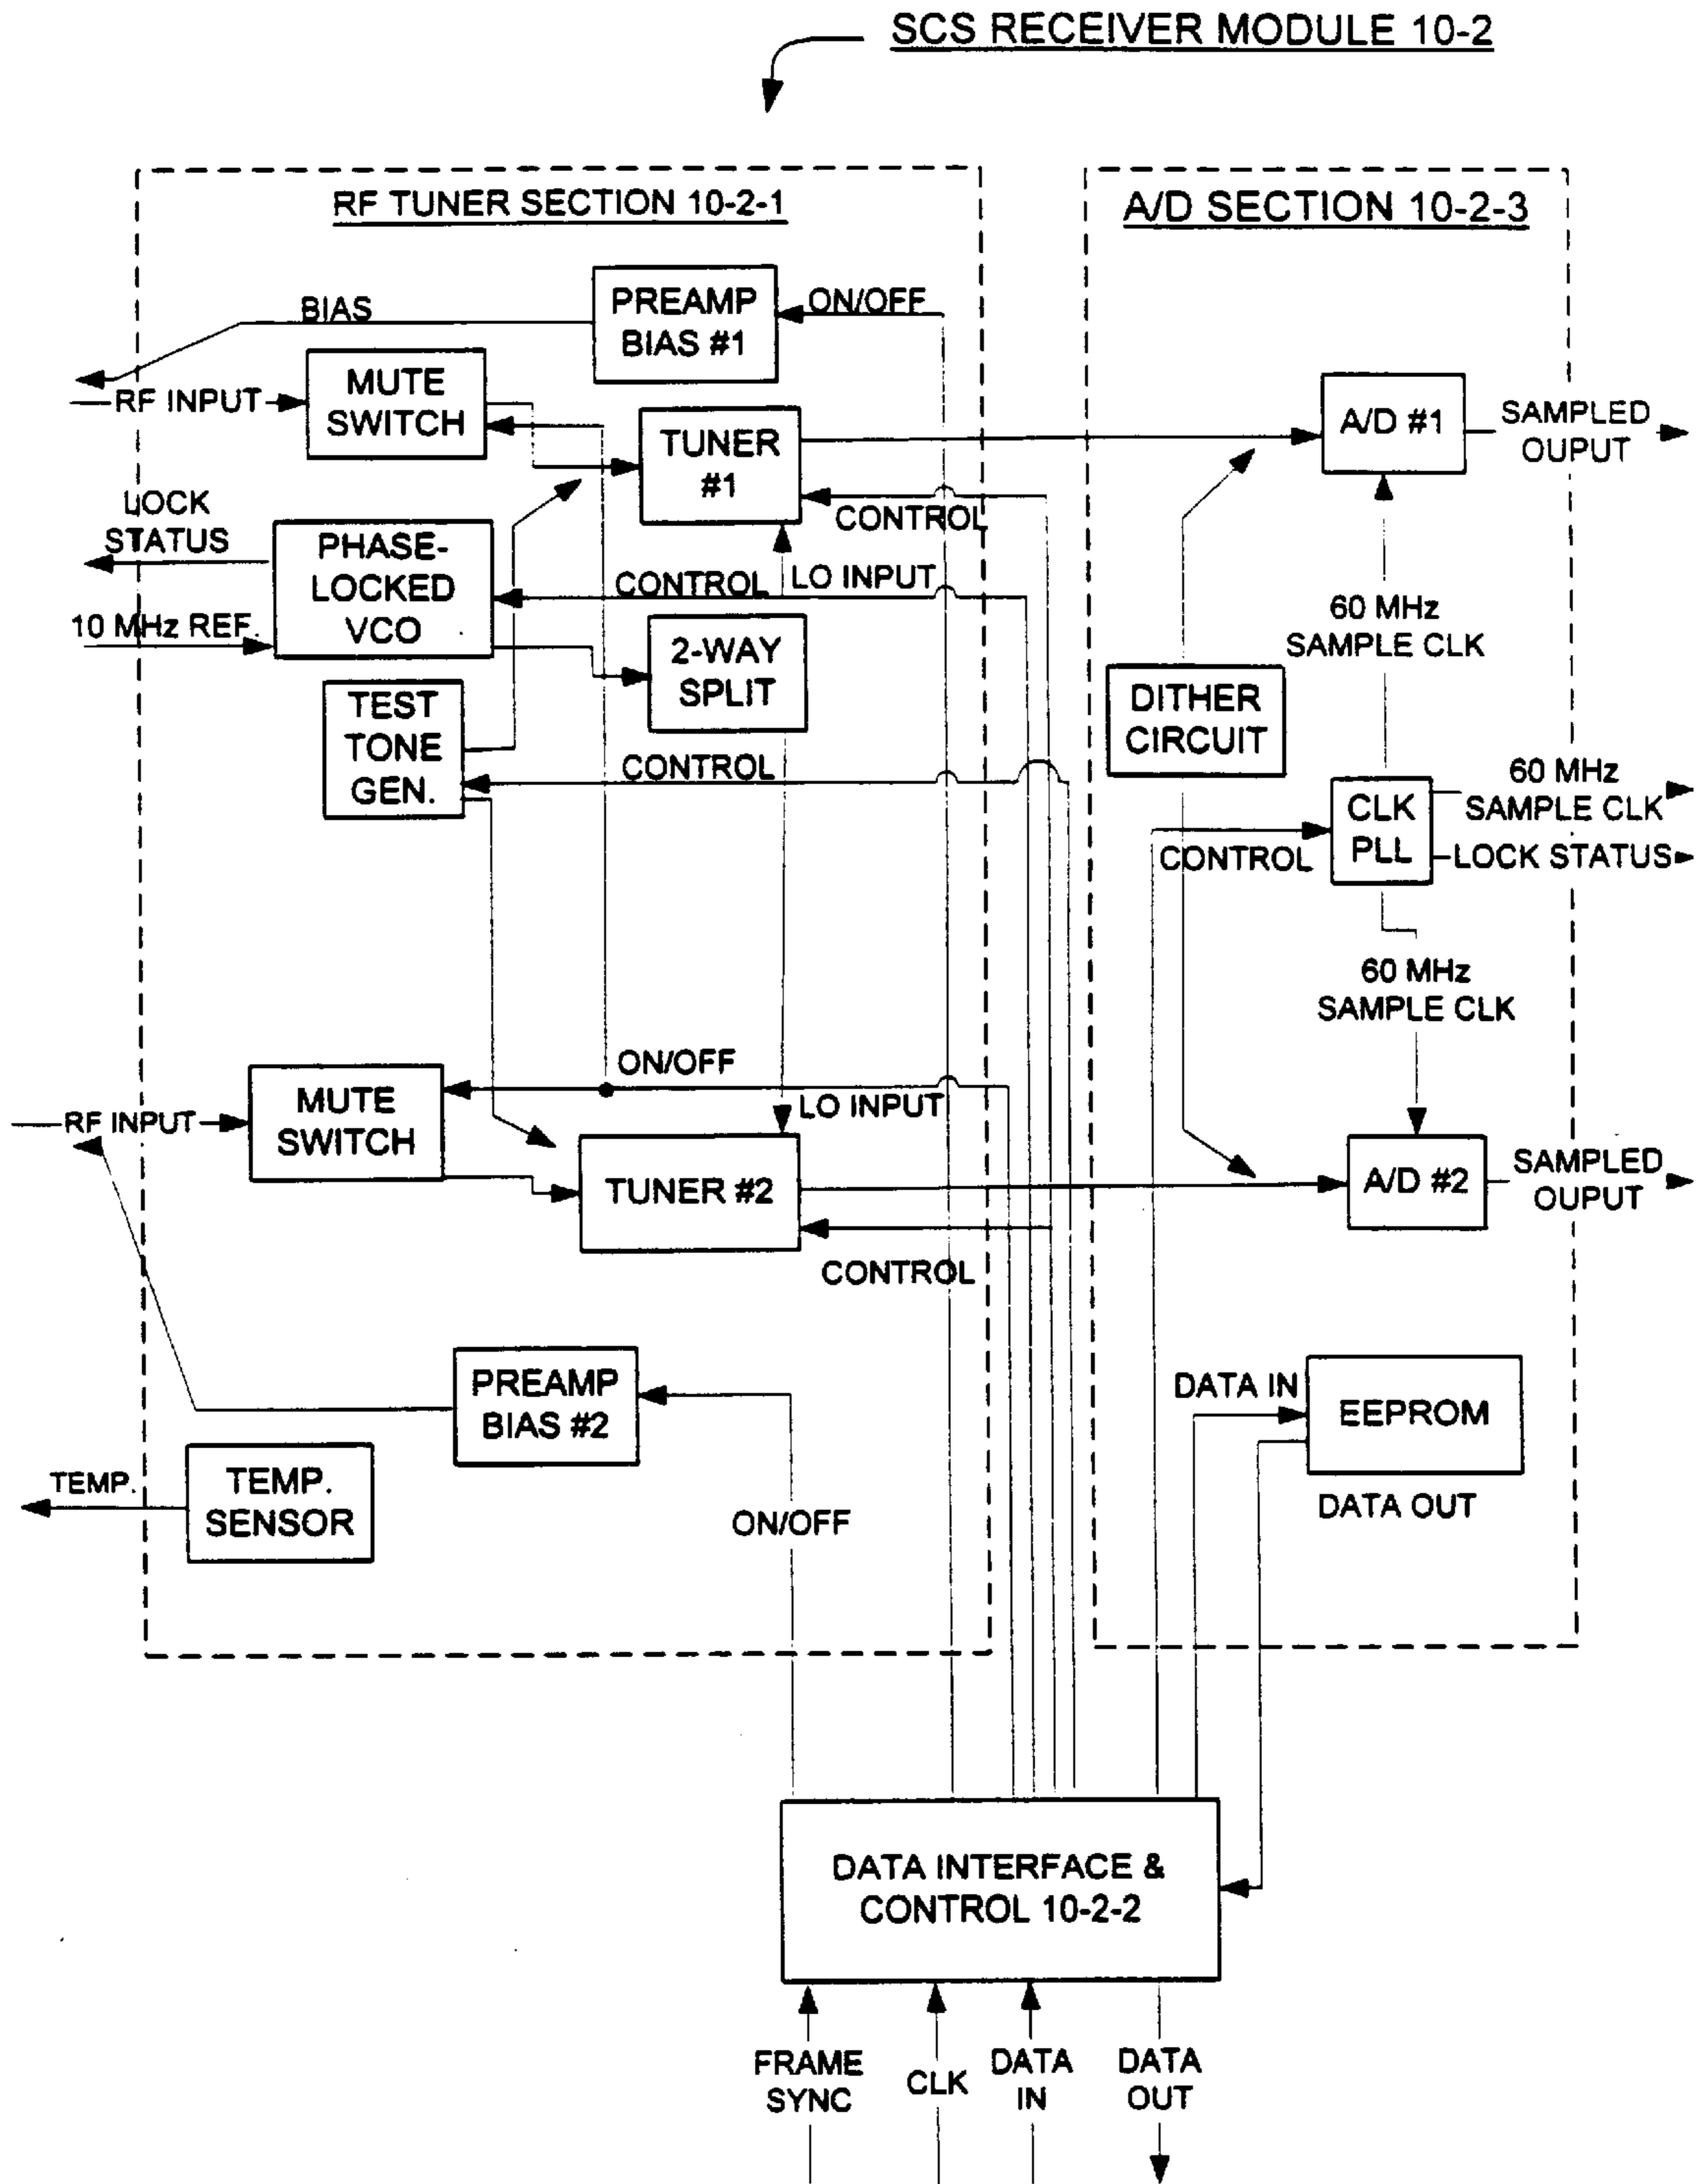 SCS RECEIVER MODULE 10-2
RF TUNER SECTION 10-2-1
A/D SECTION 10-2-3
BIAS
PREAMP
BIAS #1
ON/OFF
RF INPUT
MUTE
SWITCH
TUNER
#1
A/D #1
SAMPLED
OUPUT
LOCK
STATUS
CONTROL
PHASE-
LOCKED
VCO
CONTROL
LO INPUT
10 MHz REF.
2-WAY
SPLIT
60 MHz
SAMPLE CLK
TEST
TONE
GEN.
DITHER
CIRCUIT
CONTROL
CLK
PLL
60 MHz
SAMPLE CLK
CONTROL
LOCK STATUS
60 MHz
SAMPLE CLK
ON/OFF
RF INPUT
MUTE
SWITCH
LO INPUT
TUNER #2
A/D #2
SAMPLED
OUPUT
CONTROL
PREAMP
BIAS #2
DATA IN
EEPROM
TEMP.
TEMP.
SENSOR
ON/OFF
DATA OUT
DATA INTERFACE &
CONTROL 10-2-2
FRAME
SYNC
CLK
DATA
IN
DATA
OUT